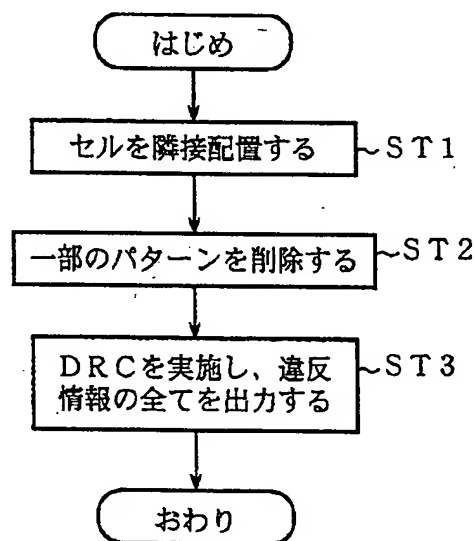 はじめ
セルを隣接配置する ~ST1
一部のパターンを削除する ~ST2
DRCを実施し、違反 ~ST3
情報の全てを出力する
おわり